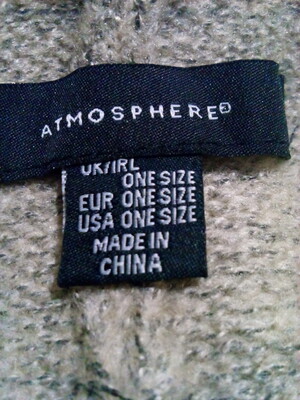 ATMOSPHERE®
UK/IRL
ONE SIZE
EUR ONE SIZE
USA ONE SIZE
MADE IN
CHINA